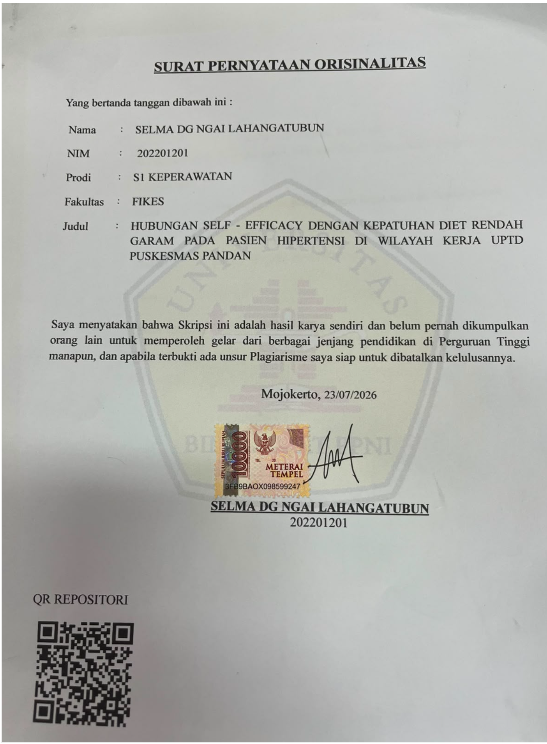 SURAT PERNYATAAN ORISINALITAS
Yang bertanda tanggan dibawah ini :
Nama : SELMA DG NGAI LAHANGATUBUN
NIM : 202201201
Prodi : S1 KEPERAWATAN
Fakultas : FIKES
Judul : HUBUNGAN SELF - EFFICACY DENGAN KEPATUHAN DIET RENDAH
GARAM PADA PASIEN HIPERTENSI DI WILAYAH KERJA UPTD
PUSKESMAS PANDAN
UNIVERSITAS
Saya menyatakan bahwa Skripsi ini adalah hasil karya sendiri dan belum pernah dikumpulkan
orang lain untuk memperoleh gelar dari berbagai jenjang pendidikan di Perguruan Tinggi
manapun, dan apabila terbukti ada unsur Plagiarisme saya siap untuk dibatalkan kelulusannya.
Mojokerto, 23/07/2026
10000
METERAI
TEMPEL
SELMA DG NGAI LAHANGATUBUN
202201201
QR REPOSITORI